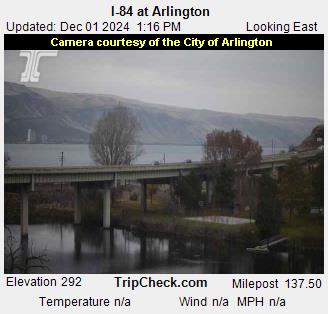 I-84 at Arlington
Updated: Dec 01 2024 1:16 PM Looking East
Camera courtesy of the City of Arlington
Elevation 292 TripCheck.com Milepost 137.50
Temperature n/a Wind n/a MPH n/a